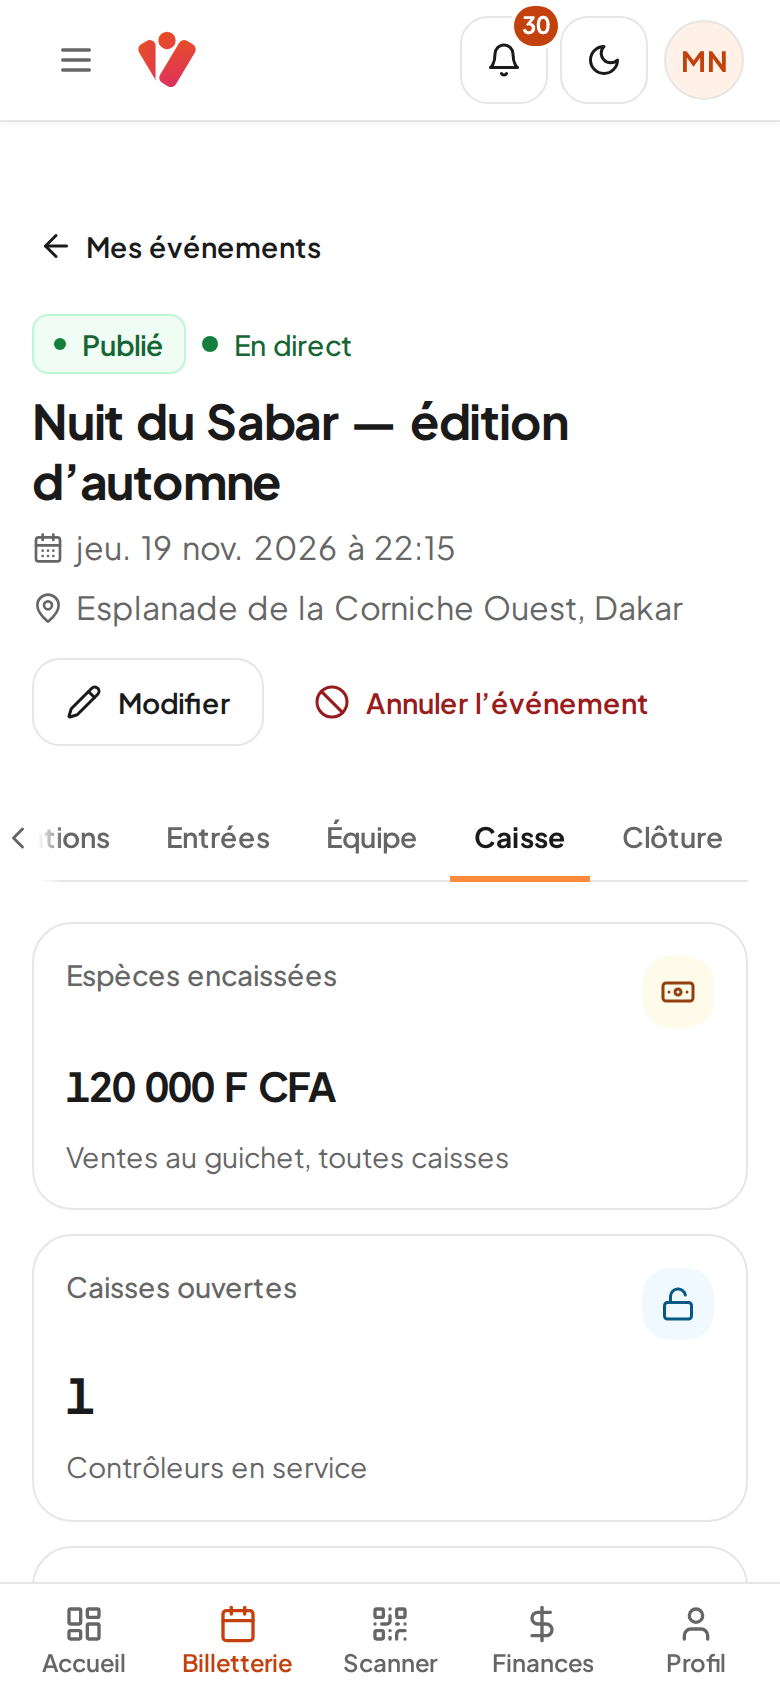 30
MN
Mes événements
Publié
En direct
Nuit du Sabar — édition
d’automne
jeu. 19 nov. 2026 à 22:15
Esplanade de la Corniche Ouest, Dakar
Modifier
Annuler l’événement
tions
Entrées
Équipe
Caisse
Clôture
Espèces encaissées
120 000 F CFA
Ventes au guichet, toutes caisses
Caisses ouvertes
1
Contrôleurs en service
Accueil
Billetterie
Scanner
Finances
Profil